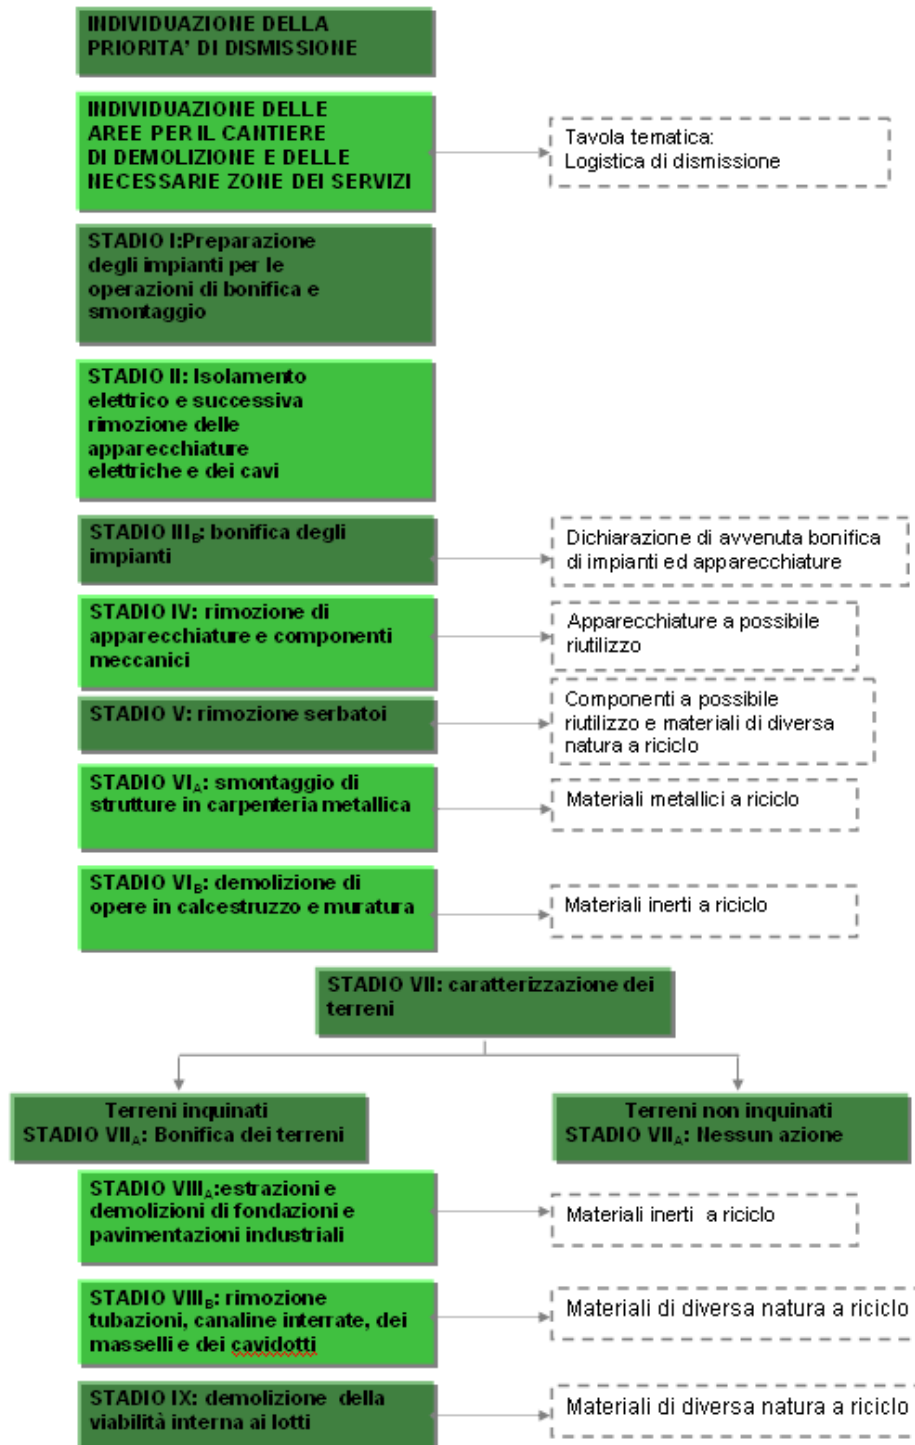 INDIVIDUAZIONE DELLA
PRIORITA' DI DISMISSIONE
INDIVIDUAZIONE DELLE
AREE PER IL CANTIERE
DI DEMOLIZIONE E DELLE
NECESSARIE ZONE DEI SERVIZI
Tavola tematica:
Logistica di dismissione
STADIO I:Preparazione
degli impianti per le
operazioni di bonifica e
smontaggio
STADIO II: Isolamento
elettrico e successiva
rimozione delle
apparecchiature
elettriche e dei cavi
STADIO III_B: bonifica degli
impianti
Dichiarazione di avvenuta bonifica
di impianti ed apparecchiature
STADIO IV: rimozione di
apparecchiature e componenti
meccanici
Apparecchiature a possibile
riutilizzo
STADIO V: rimozione serbatoi
Componenti a possibile
riutilizzo e materiali di diversa
natura a riciclo
STADIO VI_A: smontaggio di
strutture in carpenteria metallica
Materiali metallici a riciclo
STADIO VI_B: demolizione di
opere in calcestruzzo e muratura
Materiali inerti a riciclo
STADIO VII: caratterizzazione dei
terreni
Terreni inquinati
STADIO VII_A: Bonifica dei terreni
Terreni non inquinati
STADIO VII_A: Nessun azione
STADIO VIII_A:estrazioni e
demolizioni di fondazioni e
pavimentazioni industriali
Materiali inerti a riciclo
STADIO VIII_B: rimozione
tubazioni, canaline interrate, dei
masselli e dei cavidotti
Materiali di diversa natura a riciclo
STADIO IX: demolizione della
viabilità interna ai lotti
Materiali di diversa natura a riciclo